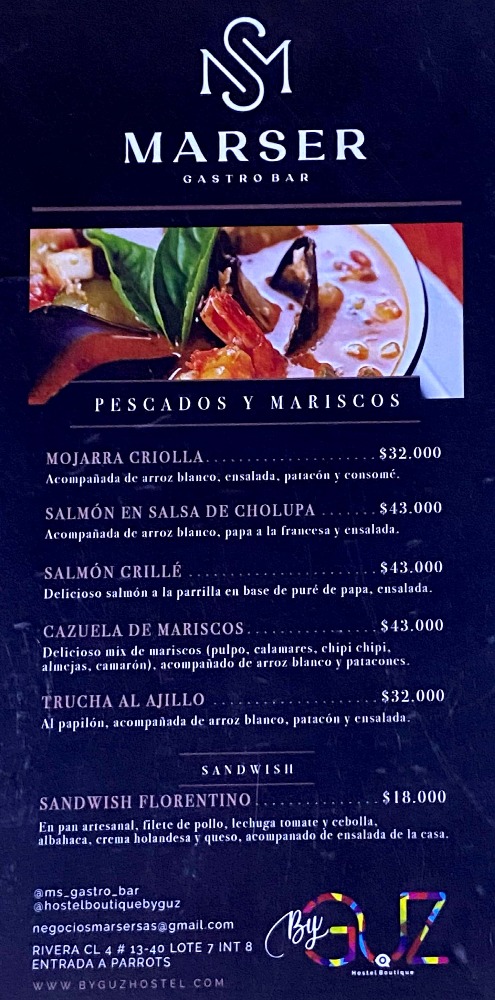 SM
MARSER
GASTRO BAR
PESCADOS Y MARISCOS
MOJARRA CRIOLLA.......................$32.000
Acompañada de arroz blanco, ensalada, patacón y consomé.
SALMÓN EN SALSA DE CHOLUPA .......$43.000
Acompañada de arroz blanco, papa a la francesa y ensalada.
SALMÓN GRILLÉ ........................$43.000
Delicioso salmón a la parrilla en base de puré de papa, ensalada.
CAZUELA DE MARISCOS.................$43.000
Delicioso mix de mariscos (pulpo, calamares, chipi chipi,
almejas, camarón), acompañado de arroz blanco y patacones.
TRUCHA AL AJILLO .....................$32.000
Al papilón, acompañada de arroz blanco, patacón y ensalada.
SANDWISH
SANDWISH FLORENTINO................$18.000
En pan artesanal, filete de pollo, lechuga tomate y cebolla,
albahaca, crema holandesa y queso, acompanado de ensalada de la casa.
@ms_gastro_bar
@hostelboutiquebyguz
negociosmarsersas@gmail.com
RIVERA CL 4 # 13-40 LOTE 7 INT 8
ENTRADA A PARROTS
WWW.BYGUZHOSTEL.COM
By GUZ
Hostel Boutique